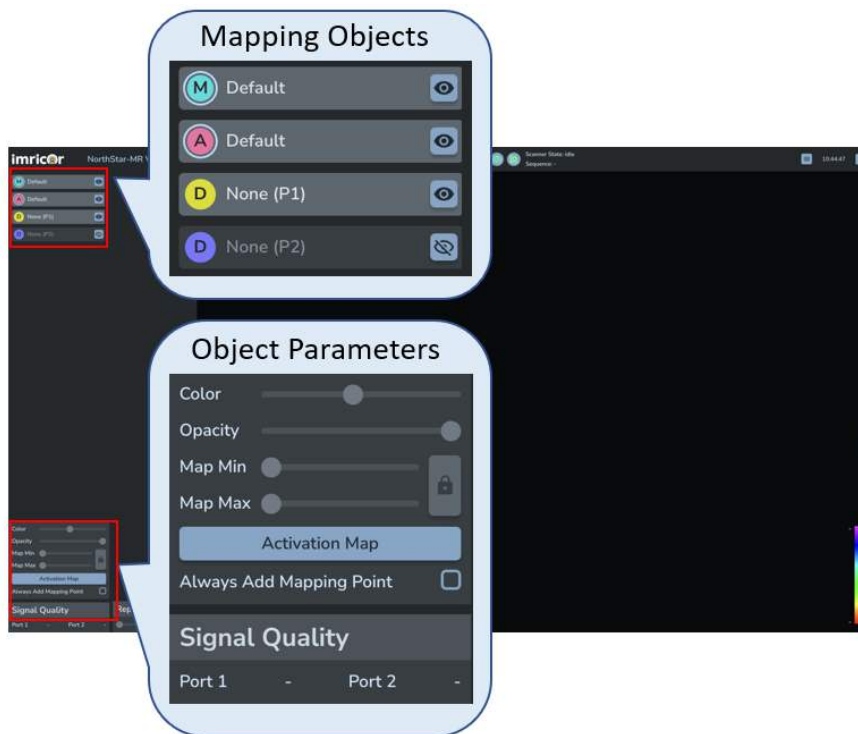 Mapping Objects
M Default
A Default
D None (P1)
D None (P2)
imricor NorthStar-MR
Scanner State: Idle
Sequence: -
10:44:47
M Default
A Default
D None (P1)
D None (P2)
Object Parameters
Color
Opacity
Map Min
Map Max
Activation Map
Always Add Mapping Point
Signal Quality
Port 1 - Port 2 -
Color
Opacity
Map Min
Map Max
Activation Map
Always Add Mapping Point
Signal Quality
Port 1 - Port 2 -